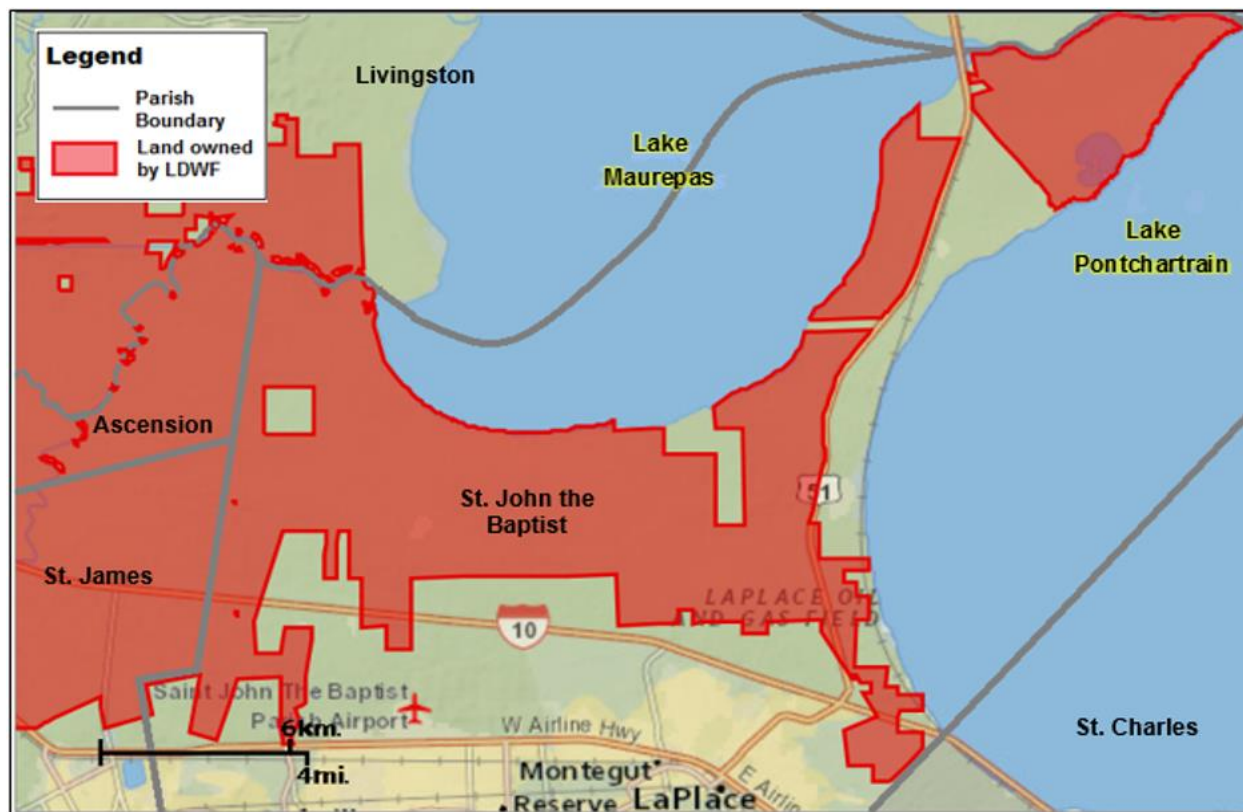 Legend
Parish
Boundary
Land owned
by LDWF
Livingston
Lake
Maurepas
Lake
Pontchartrain
Ascension
St. John the
Baptist
51
St. James
LAPLACE OIL
AND GAS FIELD
10
Saint John The Baptist
Parish Airport
6km.
4mi.
W Airline Hwy
St. Charles
Montegut
E Airline
Reserve
LaPlace